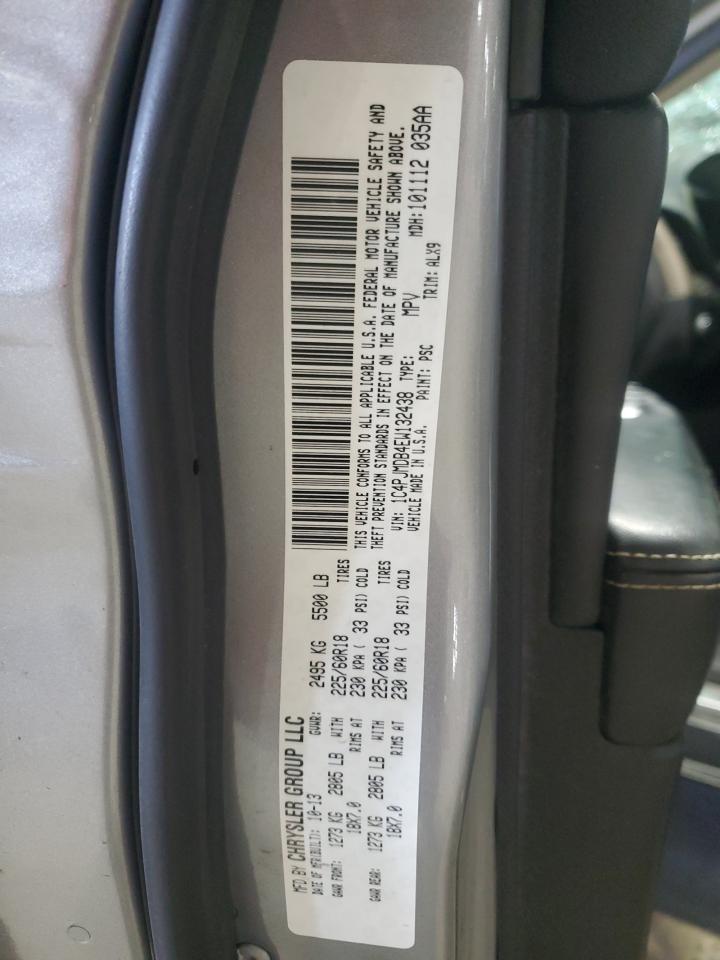 MFD BY CHRYSLER GROUP LLC
DATE OF MFR(BUILT): 10-13 GVWR: 2495 KG 5500 LB
GAWR FRONT: 1273 KG 2805 LB WITH 225/60R18 TIRES
18X7.0 RIMS AT 230 KPA ( 33 PSI) COLD
GAWR REAR: 1273 KG 2805 LB WITH 225/60R18 TIRES
18X7.0 RIMS AT 230 KPA ( 33 PSI) COLD
THIS VEHICLE CONFORMS TO ALL APPLICABLE U.S.A. FEDERAL MOTOR VEHICLE SAFETY AND
THEFT PREVENTION STANDARDS IN EFFECT ON THE DATE OF MANUFACTURE SHOWN ABOVE.
VIN: 1C4PJMDB4EW132438 TYPE: MPV MDH:101112 035AA
VEHICLE MADE IN U.S.A. PAINT: PSC TRIM: ALX9